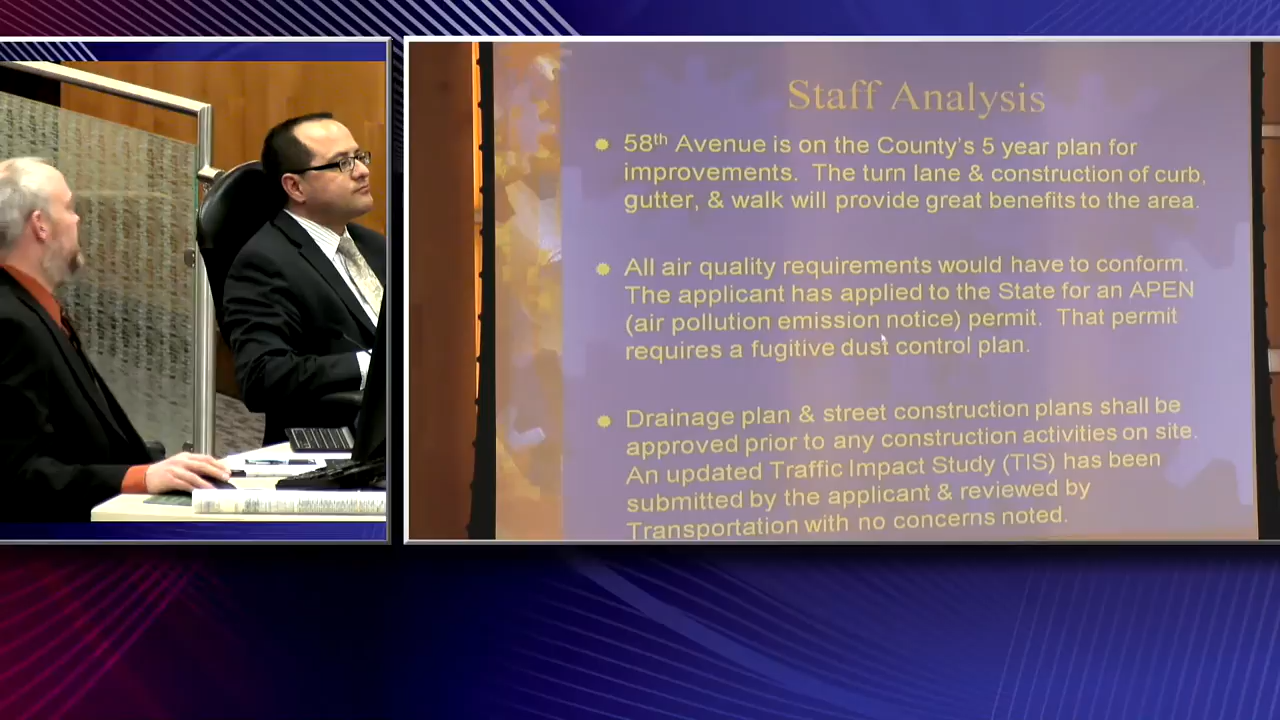 Staff Analysis
58th Avenue is on the County's 5 year plan for
improvements. The turn lane & construction of curb,
gutter, & walk will provide great benefits to the area.
All air quality requirements would have to conform.
The applicant has applied to the State for an APEN
(air pollution emission notice) permit. That permit
requires a fugitive dust control plan.
Drainage plan & street construction plans shall be
approved prior to any construction activities on site.
An updated Traffic Impact Study (TIS) has been
submitted by the applicant & reviewed by
Transportation with no concerns noted.